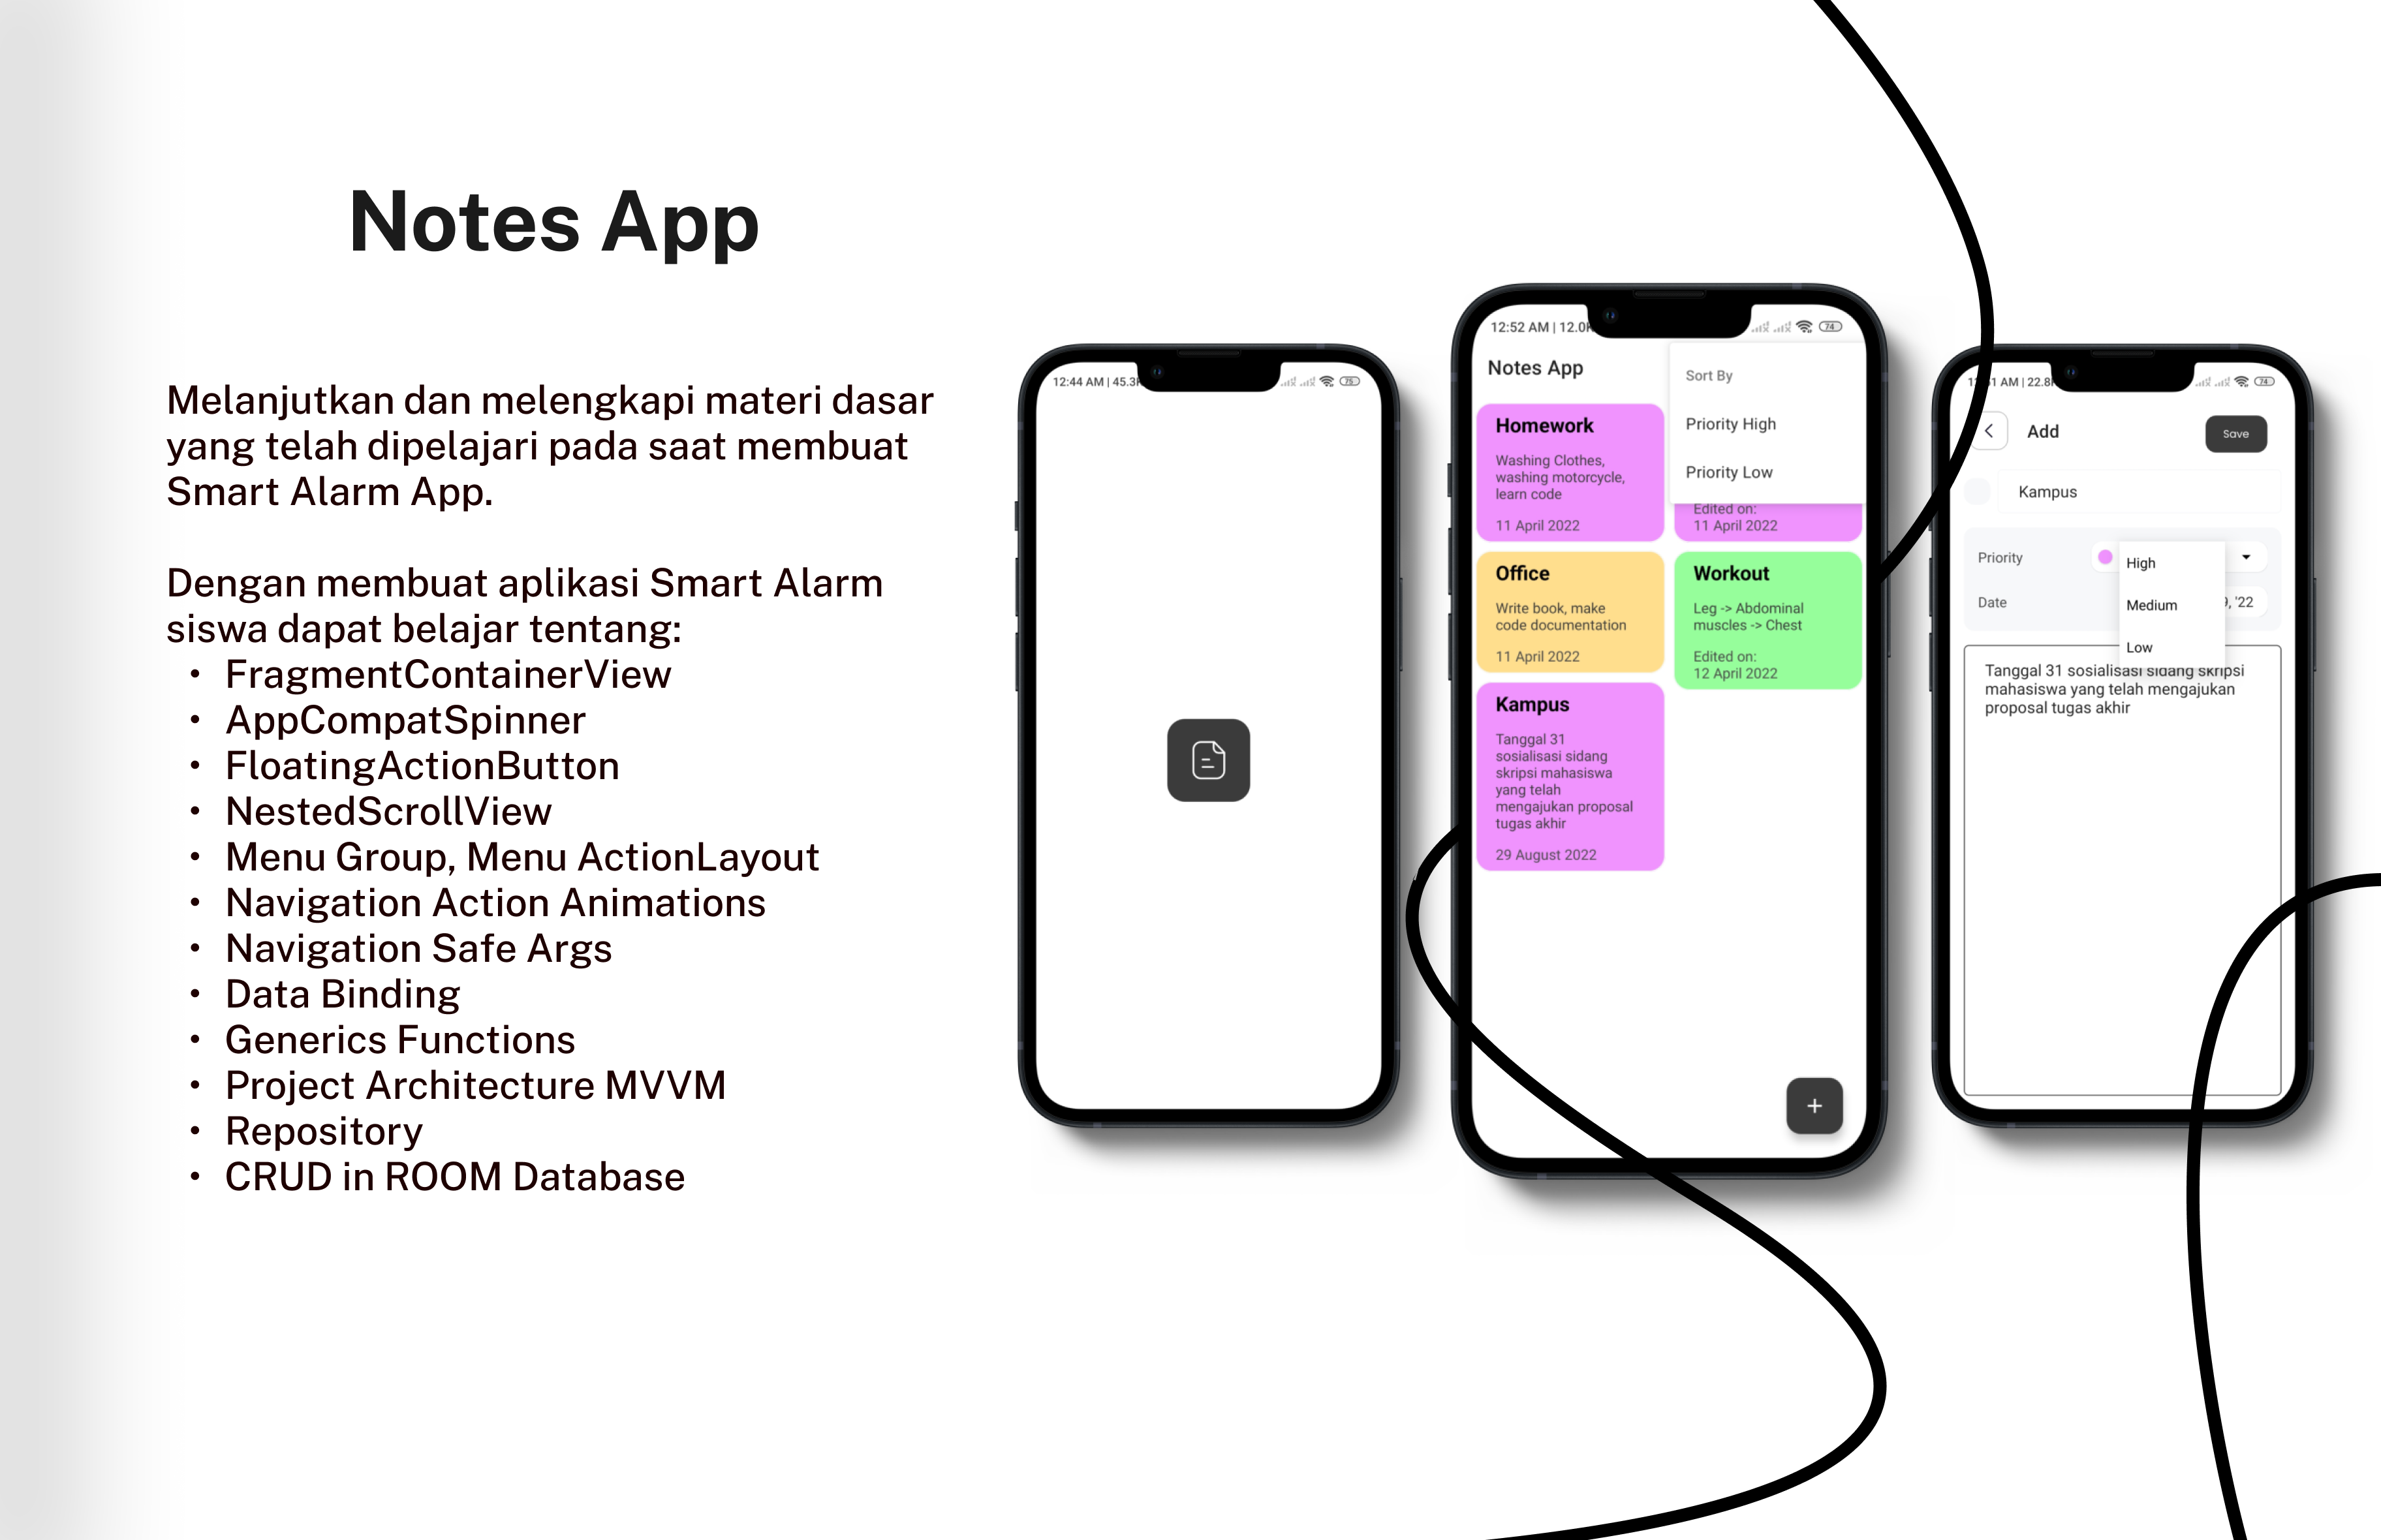 Notes App
Melanjutkan dan melengkapi materi dasar
yang telah dipelajari pada saat membuat
Smart Alarm App.
Dengan membuat aplikasi Smart Alarm
siswa dapat belajar tentang:
• FragmentContainerView
• AppCompatSpinner
• FloatingActionButton
• NestedScrollView
• Menu Group, Menu ActionLayout
• Navigation Action Animations
• Navigation Safe Args
• Data Binding
• Generics Functions
• Project Architecture MVVM
• Repository
• CRUD in ROOM Database
12:44 AM | 45.3
75
12:52 AM | 12.0
74
Notes App
Sort By
Priority High
Priority Low
Homework
Washing Clothes,
washing motorcycle,
learn code
11 April 2022
Edited on:
11 April 2022
Office
Write book, make
code documentation
11 April 2022
Workout
Leg -> Abdominal
muscles -> Chest
Edited on:
12 April 2022
Kampus
Tanggal 31
sosialisasi sidang
skripsi mahasiswa
yang telah
mengajukan proposal
tugas akhir
29 August 2022
+
AM | 22.8
74
Add
Save
Kampus
Priority
High
Medium
Low
Date
, '22
Tanggal 31 sosialisasi sidang skripsi
mahasiswa yang telah mengajukan
proposal tugas akhir